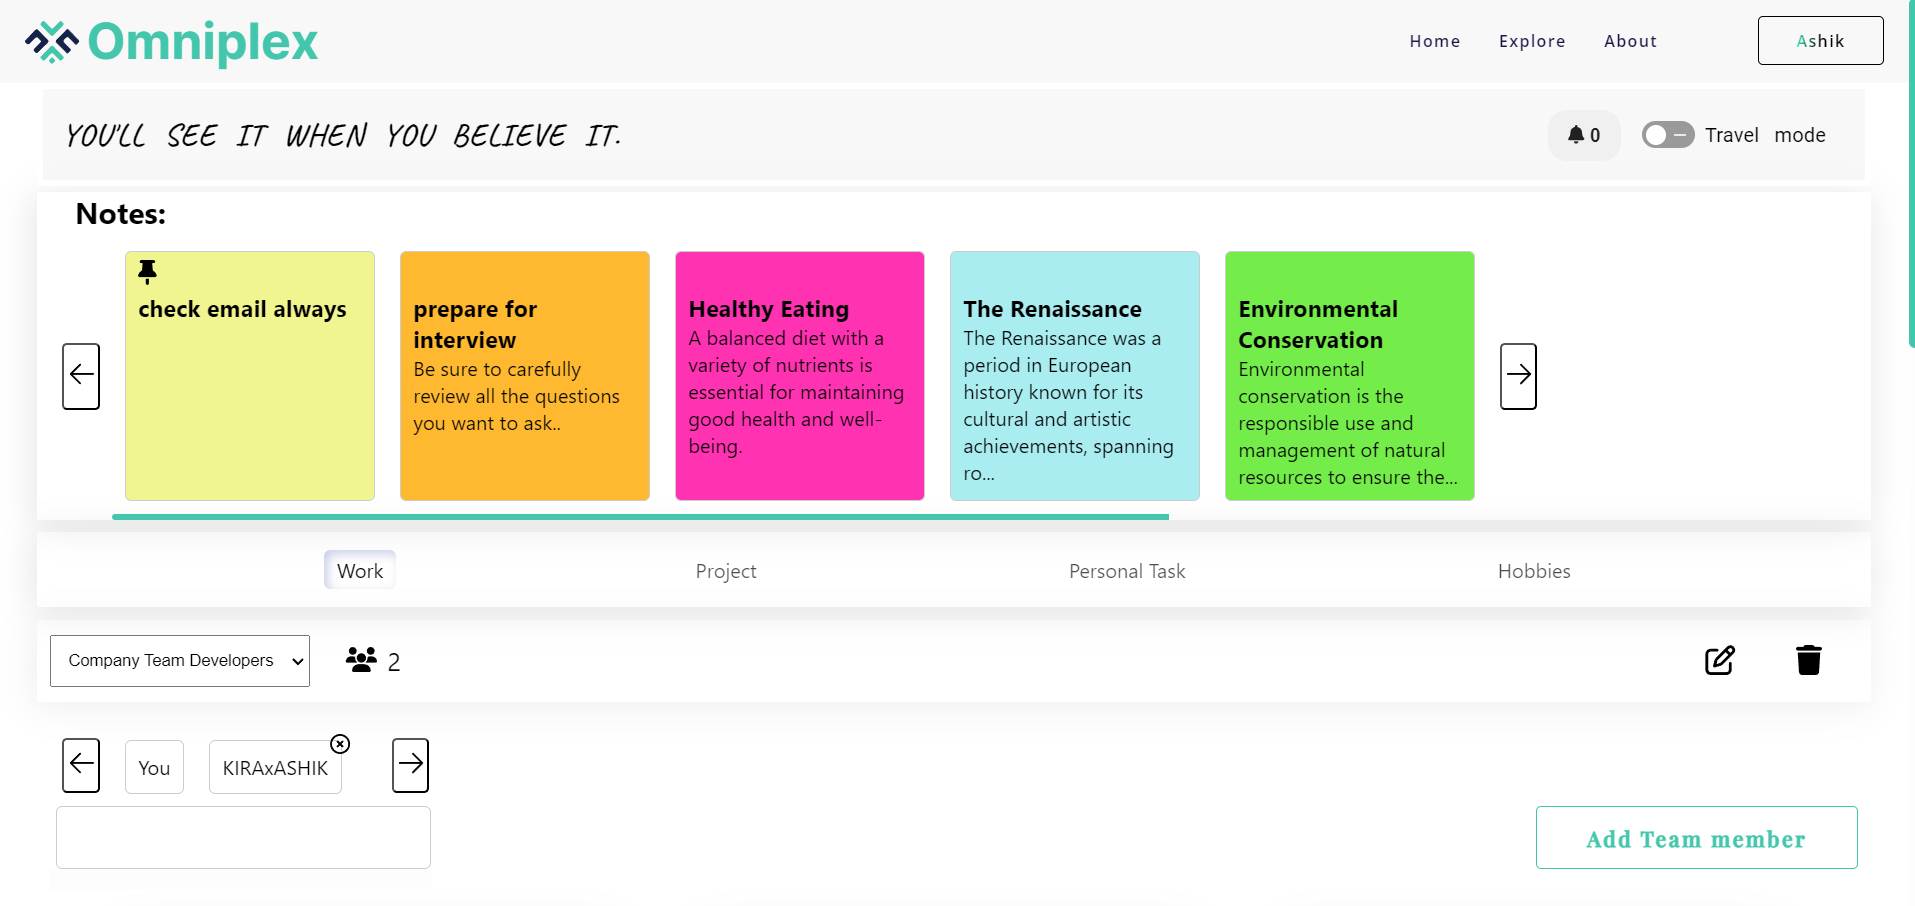 Omniplex
Home Explore About Ashik
YOU'LL SEE IT WHEN YOU BELIEVE IT.
0 Travel mode
Notes:
check email always
prepare for
interview
Be sure to carefully
review all the questions
you want to ask..
Healthy Eating
A balanced diet with a
variety of nutrients is
essential for maintaining
good health and well-
being.
The Renaissance
The Renaissance was a
period in European
history known for its
cultural and artistic
achievements, spanning
ro...
Environmental
Conservation
Environmental
conservation is the
responsible use and
management of natural
resources to ensure the...
Work Project Personal Task Hobbies
Company Team Developers 2
You KIRAxASHIK
Add Team member